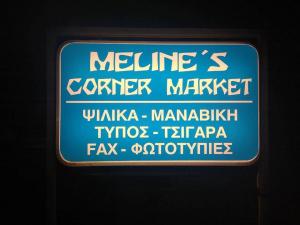 MELINE´S
CORNER MARKET
ΨΙΛΙΚΑ - ΜΑΝΑΒΙΚΗ
ΤΥΠΟΣ - ΤΣΙΓΑΡΑ
FAX - ΦΩΤΟΤΥΠΙΕΣ